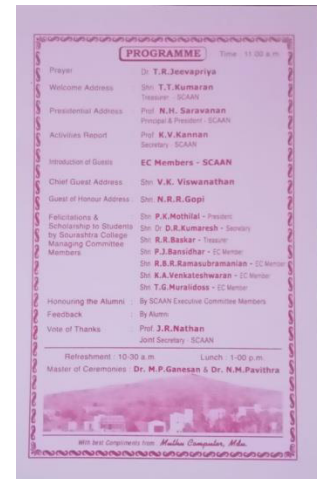 PROGRAMME Time : 11.00 a.m.
Prayer : Dr. T.R.Jeevapriya
Welcome Address : Shri. T.T.Kumaran
Treasurer - SCAAN
Presidential Address : Prof. N.H. Saravanan
Principal & President - SCAAN
Activities Report : Prof. K.V.Kannan
Secretary - SCAAN
Introduction of Guests : EC Members - SCAAN
Chief Guest Address : Shri. V.K. Viswanathan
Guest of Honour Address : Shri. N.R.R.Gopi
Felicitations & : Shri. P.K.Mothilal - President
Scholarship to Students Shri. Dr. D.R.Kumaresh - Secretary
by Sourashtra College Shri. R.R.Baskar - Treasurer
Managing Committee Shri. P.J.Bansidhar - EC Member
Members Shri. R.B.R.Ramasubramanian - EC Member
Shri. K.A.Venkateshwaran - EC Member
Shri. T.G.Muralidoss - EC Member
Honouring the Alumni : By SCAAN Executive Committee Members
Feedback : By Alumni
Vote of Thanks : Prof. J.R.Nathan
Joint Secretary - SCAAN
Refreshment : 10-30 a.m Lunch : 1-00 p.m.
Master of Ceremonies : Dr. M.P.Ganesan & Dr. N.M.Pavithra
With best Compliments from : Muthu Computer, Mdu.